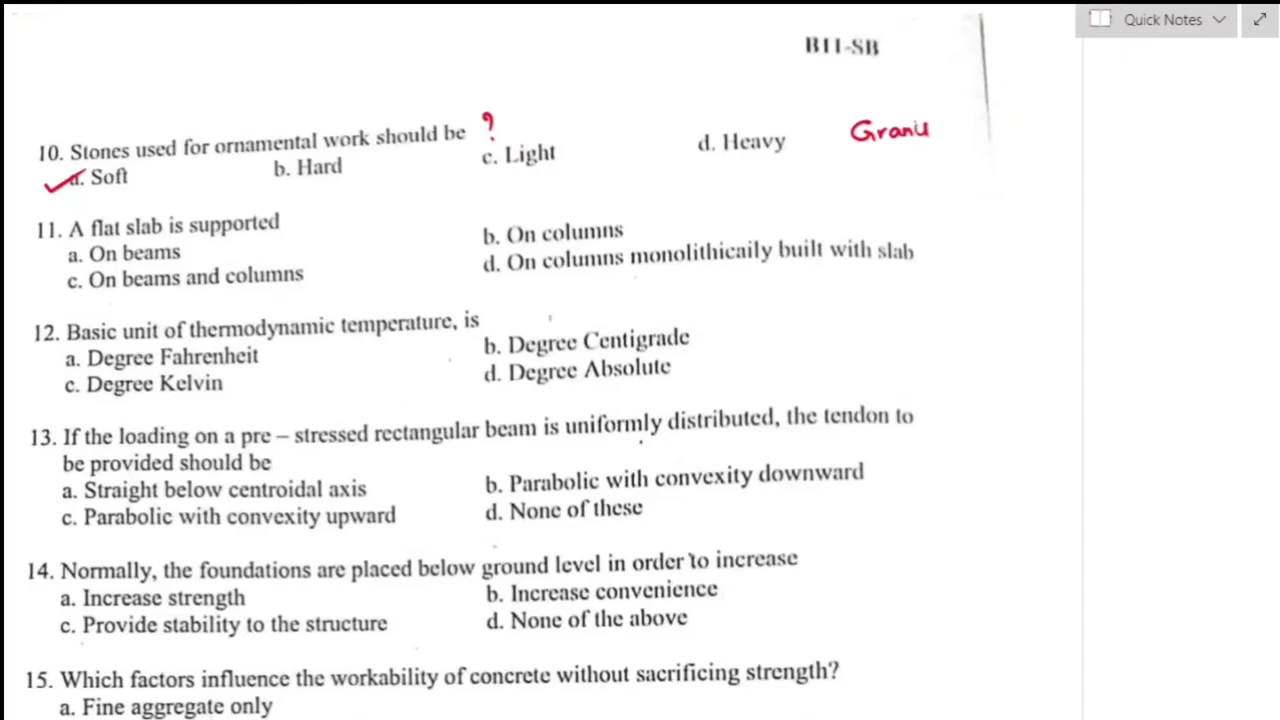 Quick Notes
B11-SB
10. Stones used for ornamental work should be ?
a. Soft b. Hard c. Light d. Heavy Grani
11. A flat slab is supported
a. On beams b. On columns
c. On beams and columns d. On columns monolithicaily built with slab
12. Basic unit of thermodynamic temperature, is
a. Degree Fahrenheit b. Degree Centigrade
c. Degree Kelvin d. Degree Absolute
13. If the loading on a pre – stressed rectangular beam is uniformly distributed, the tendon to
be provided should be
a. Straight below centroidal axis b. Parabolic with convexity downward
c. Parabolic with convexity upward d. None of these
14. Normally, the foundations are placed below ground level in order to increase
a. Increase strength b. Increase convenience
c. Provide stability to the structure d. None of the above
15. Which factors influence the workability of concrete without sacrificing strength?
a. Fine aggregate only